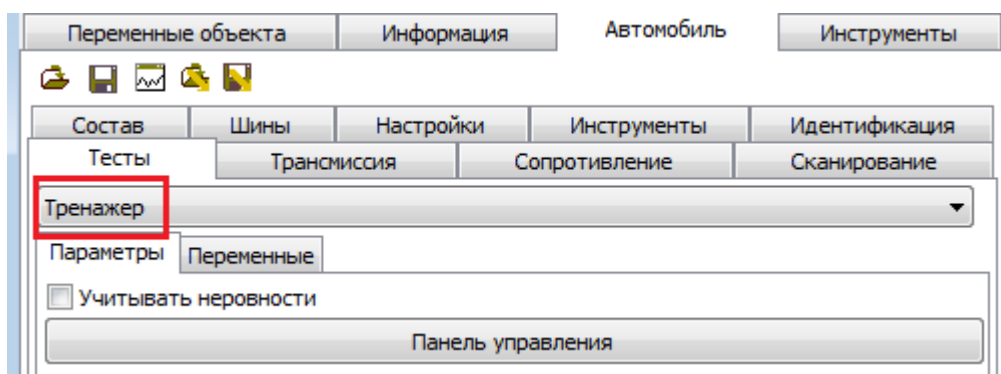 Переменные объекта Информация Автомобиль Инструменты
Состав Шины Настройки Инструменты Идентификация
Тесты Трансмиссия Сопротивление Сканирование
Тренажер
Параметры Переменные
Учитывать неровности
Панель управления